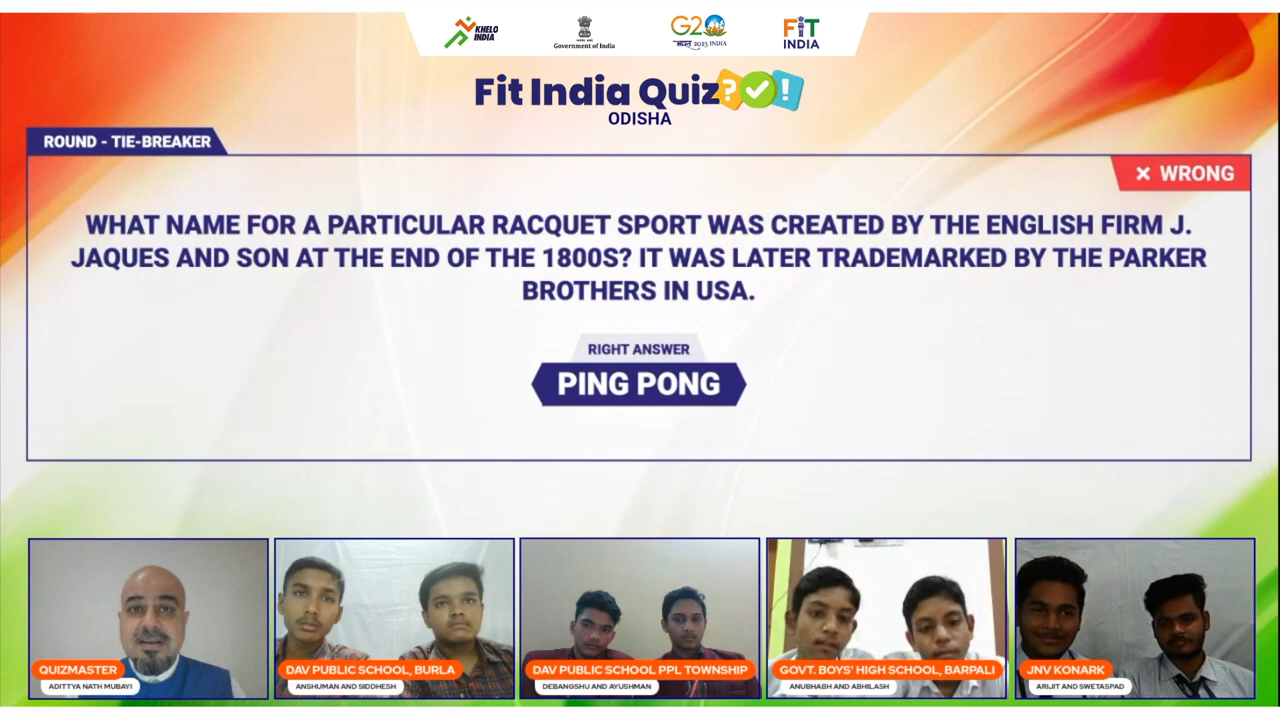 KHELO
INDIA
Government of India
G20
भारत 2023 INDIA
FIT
INDIA
Fit India Quiz?!
ODISHA
ROUND - TIE-BREAKER
× WRONG
WHAT NAME FOR A PARTICULAR RACQUET SPORT WAS CREATED BY THE ENGLISH FIRM J.
JAQUES AND SON AT THE END OF THE 1800S? IT WAS LATER TRADEMARKED BY THE PARKER
BROTHERS IN USA.
RIGHT ANSWER
PING PONG
QUIZMASTER
ADITTYA NATH MUBAYI
DAV PUBLIC SCHOOL, BURLA
ANSHUMAN AND SIDDHESH
DAV PUBLIC SCHOOL PPL TOWNSHIP
DEBANGSHU AND AYUSHMAN
GOVT. BOYS' HIGH SCHOOL, BARPALI
ANUBHABH AND ABHILASH
JNV KONARK
ARIJIT AND SWETASPAD